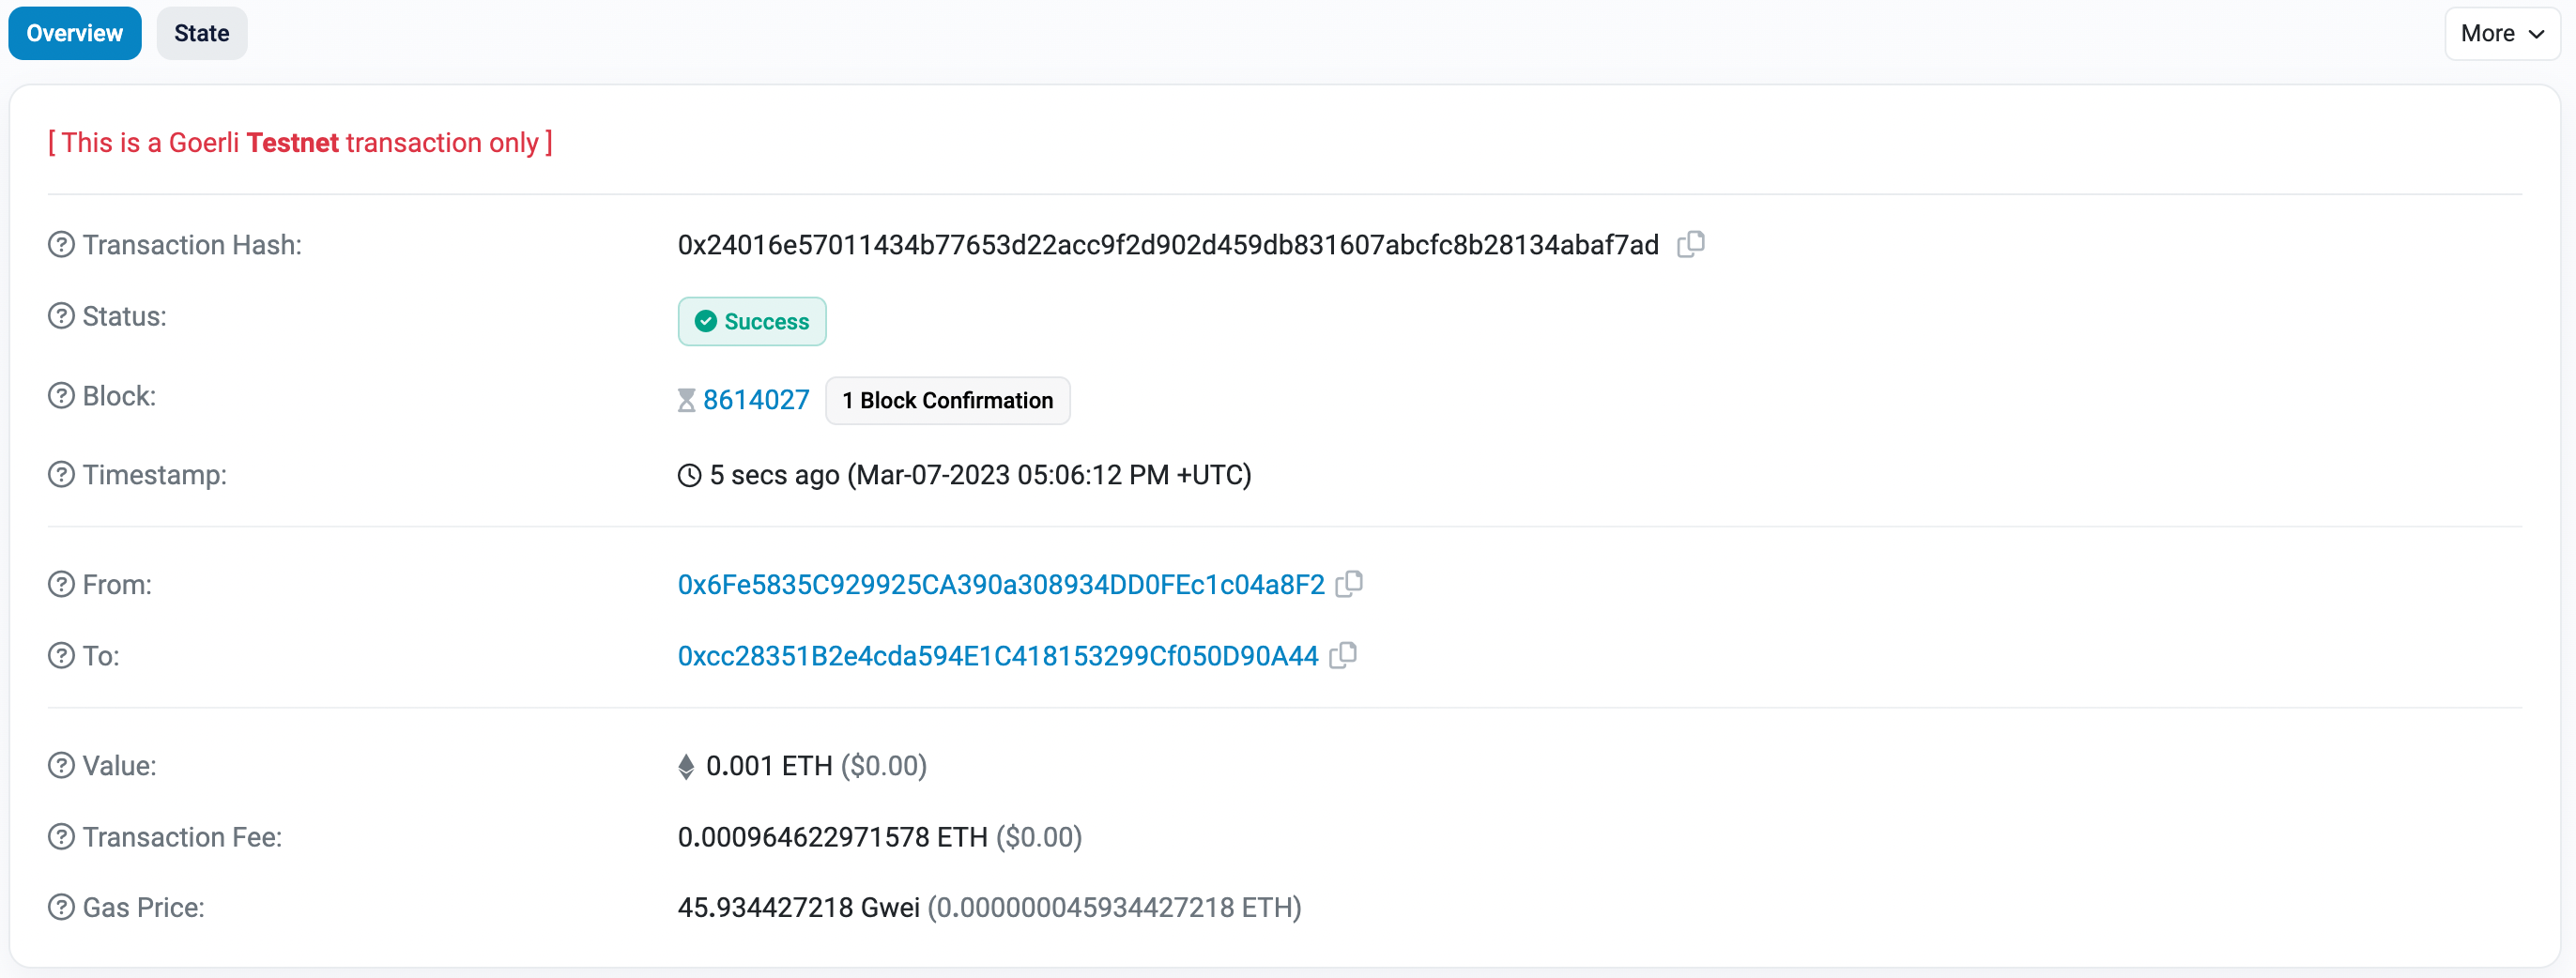 Overview State More
[ This is a Goerli Testnet transaction only ]
Transaction Hash: 0x24016e57011434b77653d22acc9f2d902d459db831607abcfc8b28134abaf7ad
Status: Success
Block: 8614027 1 Block Confirmation
Timestamp: 5 secs ago (Mar-07-2023 05:06:12 PM +UTC)
From: 0x6Fe5835C929925CA390a308934DD0FEc1c04a8F2
To: 0xcc28351B2e4cda594E1C418153299Cf050D90A44
Value: 0.001 ETH ($0.00)
Transaction Fee: 0.000964622971578 ETH ($0.00)
Gas Price: 45.934427218 Gwei (0.000000045934427218 ETH)